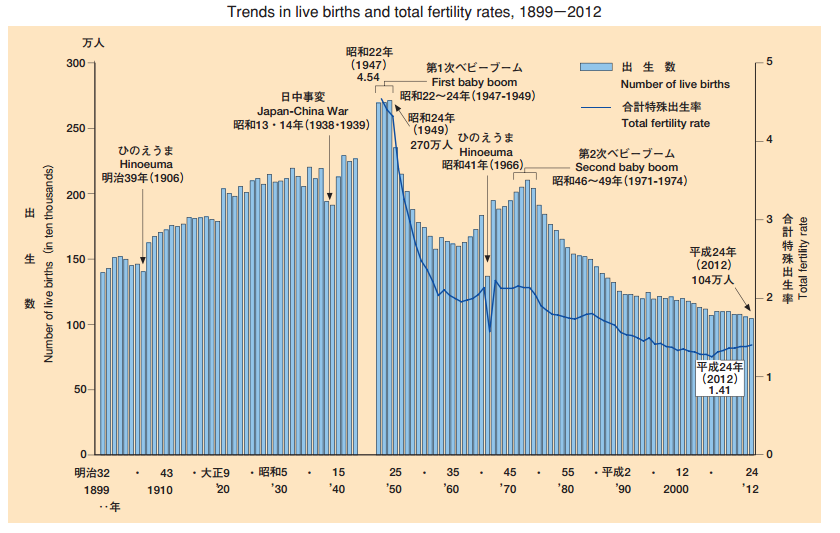 Trends in live births and total fertility rates, 1899－2012
万人
300
250
200
150
100
50
0
出生数
Number of live births (in ten thousands)
ひのえうま
Hinoeuma
明治39年(1906)
日中事変
Japan-China War
昭和13・14年(1938・1939)
昭和22年
(1947)
4.54
第1次ベビーブーム
First baby boom
昭和22〜24年(1947-1949)
昭和24年
(1949)
270万人
ひのえうま
Hinoeuma
昭和41年(1966)
第2次ベビーブーム
Second baby boom
昭和46〜49年(1971-1974)
出生数
Number of live births
合計特殊出生率
Total fertility rate
平成24年
(2012)
104万人
平成24年
(2012)
1.41
5
4
3
2
1
0
合計特殊出生率
Total fertility rate
明治32 ・ 43 ・ 大正9 ・ 昭和5 ・ 15 25 ・ 35 ・ 45 ・ 55 ・ 平成2 ・ 12 ・ 24
1899 1910 '20 '30 '40 '50 '60 '70 '80 '90 2000 '12
‥年